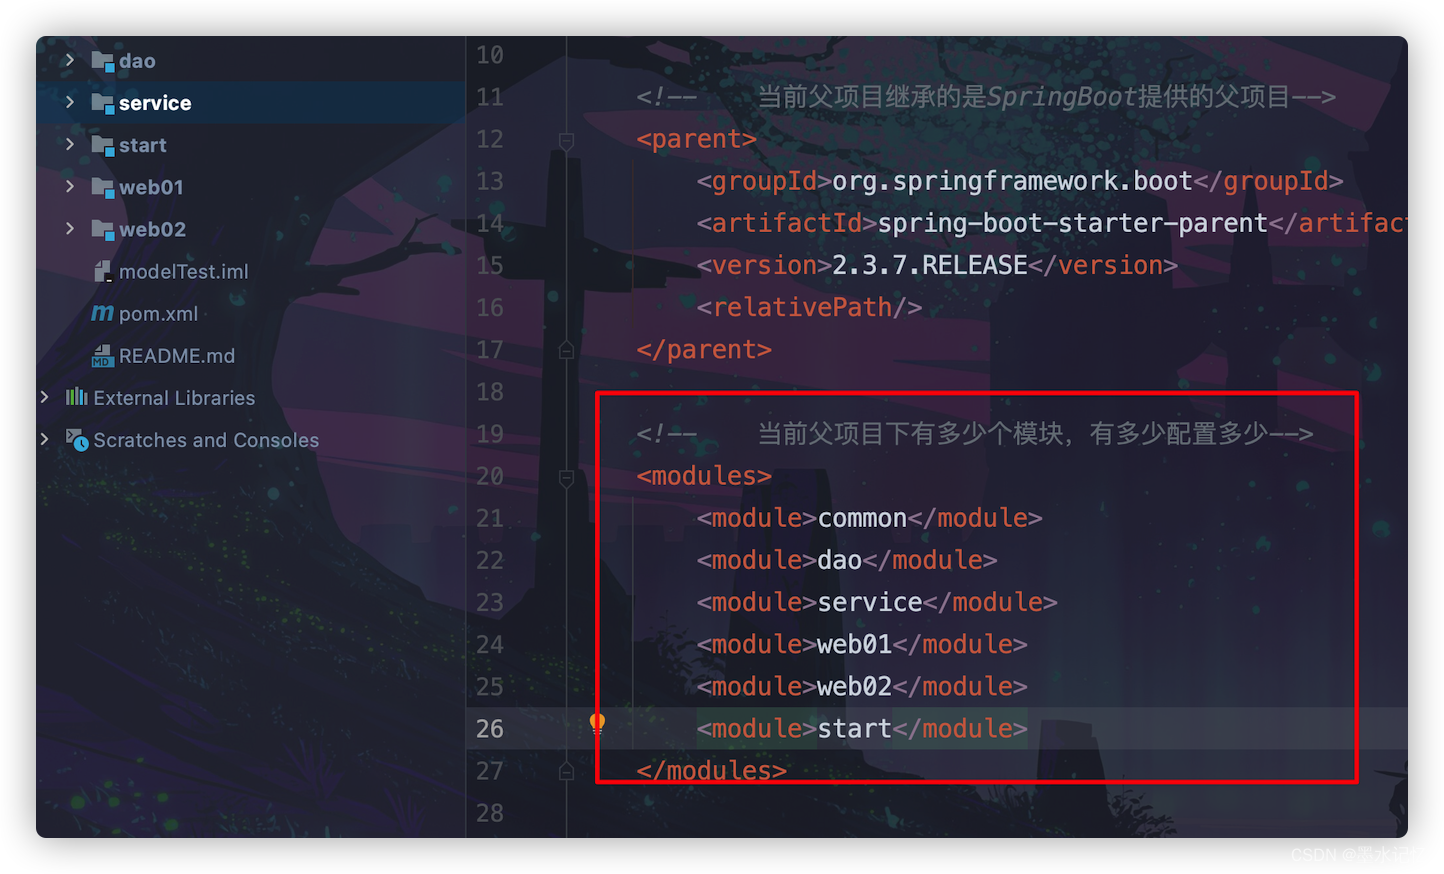 dao
service
start
web01
web02
modelTest.iml
pom.xml
README.md
External Libraries
Scratches and Consoles
10
11 <!-- 当前父项目继承的是SpringBoot提供的父项目-->
12 <parent>
13 <groupId>org.springframework.boot</groupId>
14 <artifactId>spring-boot-starter-parent</artifac
15 <version>2.3.7.RELEASE</version>
16 <relativePath/>
17 </parent>
18
19 <!-- 当前父项目下有多少个模块，有多少配置多少-->
20 <modules>
21 <module>common</module>
22 <module>dao</module>
23 <module>service</module>
24 <module>web01</module>
25 <module>web02</module>
26 <module>start</module>
27 </modules>
28
CSDN @墨水记